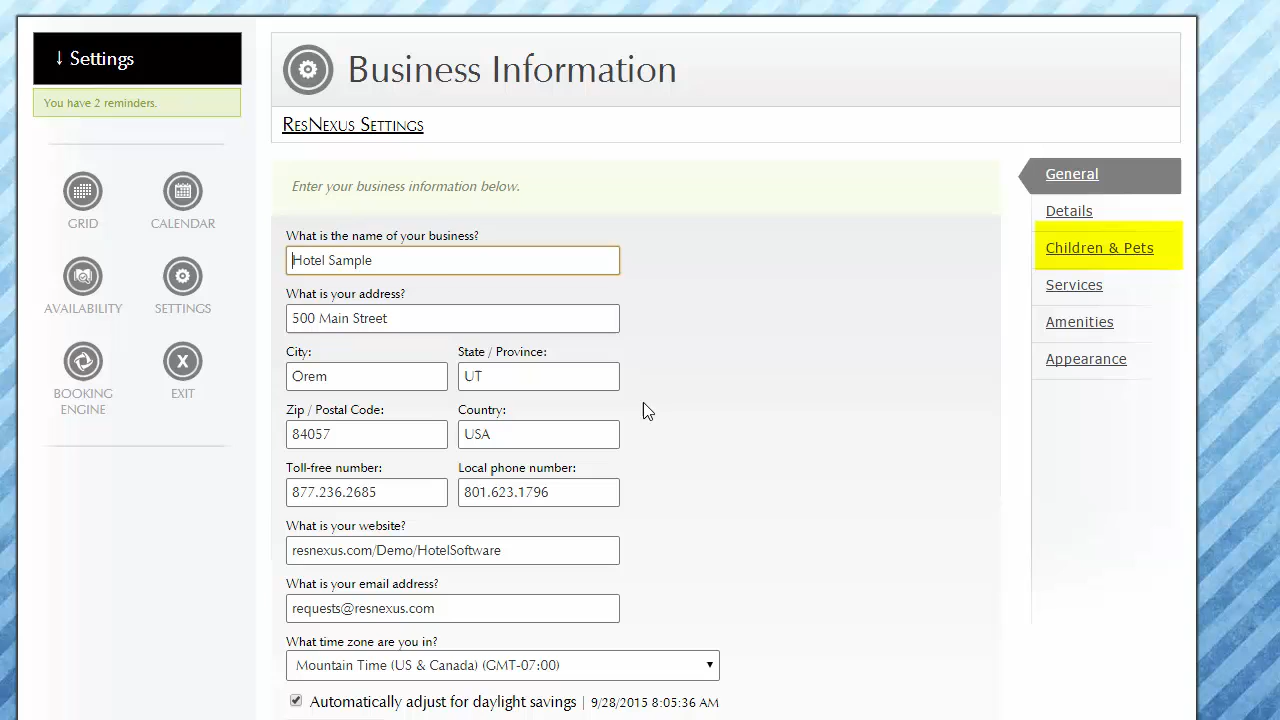 ↓ Settings
You have 2 reminders.
GRID
CALENDAR
AVAILABILITY
SETTINGS
BOOKING ENGINE
X
EXIT
Business Information
ResNexus Settings
Enter your business information below.
What is the name of your business?
Hotel Sample
What is your address?
500 Main Street
City:
State / Province:
Orem
UT
Zip / Postal Code:
Country:
84057
USA
Toll-free number:
Local phone number:
877.236.2685
801.623.1796
What is your website?
resnexus.com/Demo/HotelSoftware
What is your email address?
requests@resnexus.com
What time zone are you in?
Mountain Time (US & Canada) (GMT-07:00)
Automatically adjust for daylight savings | 9/28/2015 8:05:36 AM
General
Details
Children & Pets
Services
Amenities
Appearance